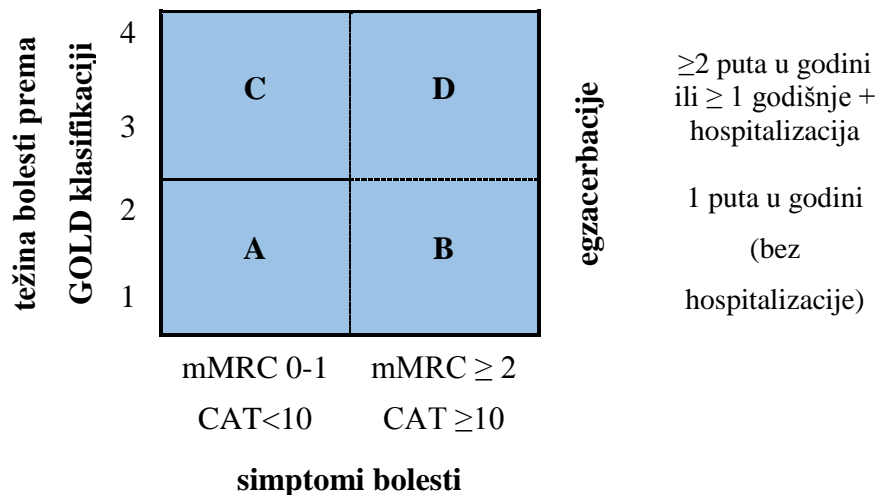 težina bolesti prema
GOLD klasifikaciji
4
3
2
1
C
D
A
B
egzacerbacije
≥2 puta u godini
ili ≥ 1 godišnje +
hospitalizacija
1 puta u godini
(bez
hospitalizacije)
mMRC 0-1
mMRC ≥ 2
CAT<10
CAT ≥10
simptomi bolesti